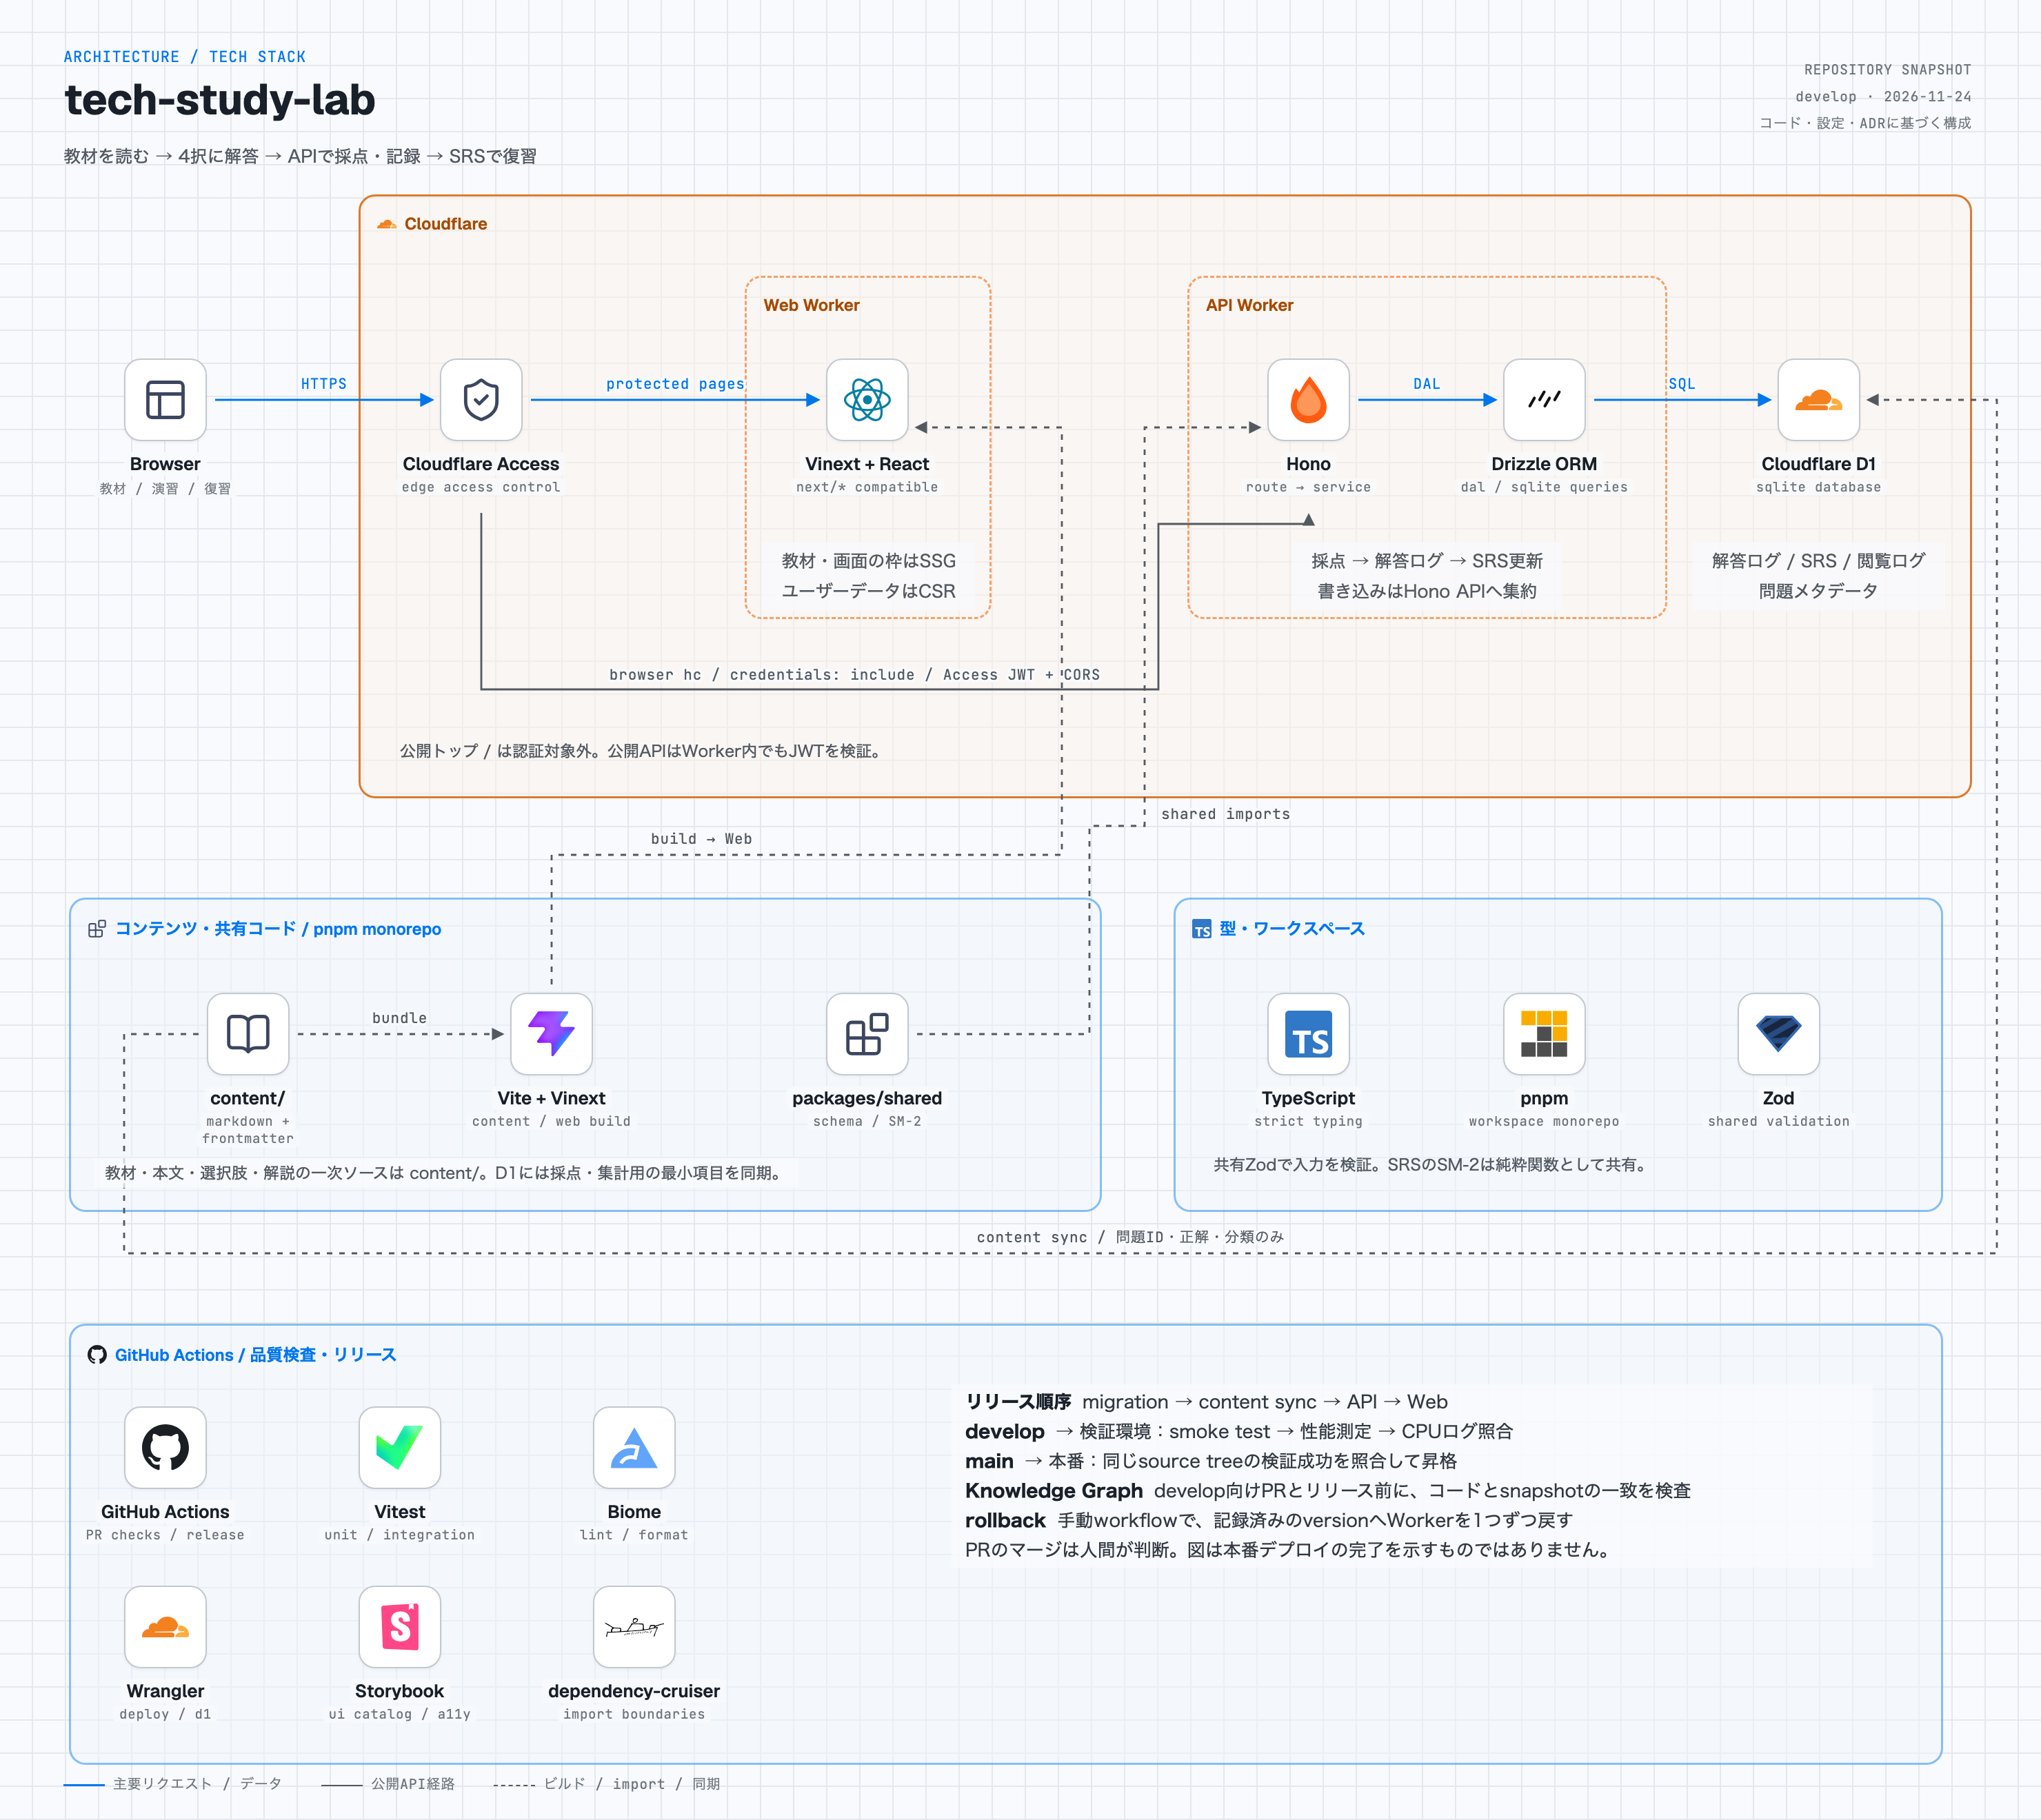 ARCHITECTURE / TECH STACK
tech-study-lab
教材を読む → 4択に解答 → APIで採点・記録 → SRSで復習
REPOSITORY SNAPSHOT
develop · 2026-11-24
コード・設定・ADRに基づく構成
Cloudflare
Web Worker
API Worker
HTTPS
protected pages
DAL
SQL
Browser
教材 / 演習 / 復習
Cloudflare Access
edge access control
Vinext + React
next/* compatible
Hono
route → service
Drizzle ORM
dal / sqlite queries
Cloudflare D1
sqlite database
教材・画面の枠はSSG
ユーザーデータはCSR
採点 → 解答ログ → SRS更新
書き込みはHono APIへ集約
解答ログ / SRS / 閲覧ログ
問題メタデータ
browser hc / credentials: include / Access JWT + CORS
公開トップ / は認証対象外。公開APIはWorker内でもJWTを検証。
shared imports
build → Web
コンテンツ・共有コード / pnpm monorepo
bundle
content/
markdown +
frontmatter
Vite + Vinext
content / web build
packages/shared
schema / SM-2
教材・本文・選択肢・解説の一次ソースは content/。D1には採点・集計用の最小項目を同期。
TS 型・ワークスペース
TS
TypeScript
strict typing
pnpm
workspace monorepo
Zod
shared validation
共有Zodで入力を検証。SRSのSM-2は純粋関数として共有。
content sync / 問題ID・正解・分類のみ
GitHub Actions / 品質検査・リリース
GitHub Actions
PR checks / release
Vitest
unit / integration
Biome
lint / format
Wrangler
deploy / d1
Storybook
ui catalog / a11y
dependency-cruiser
import boundaries
リリース順序 migration → content sync → API → Web
develop → 検証環境：smoke test → 性能測定 → CPUログ照合
main → 本番：同じsource treeの検証成功を照合して昇格
Knowledge Graph develop向けPRとリリース前に、コードとsnapshotの一致を検査
rollback 手動workflowで、記録済みのversionへWorkerを1つずつ戻す
PRのマージは人間が判断。図は本番デプロイの完了を示すものではありません。
主要リクエスト / データ
公開API経路
ビルド / import / 同期